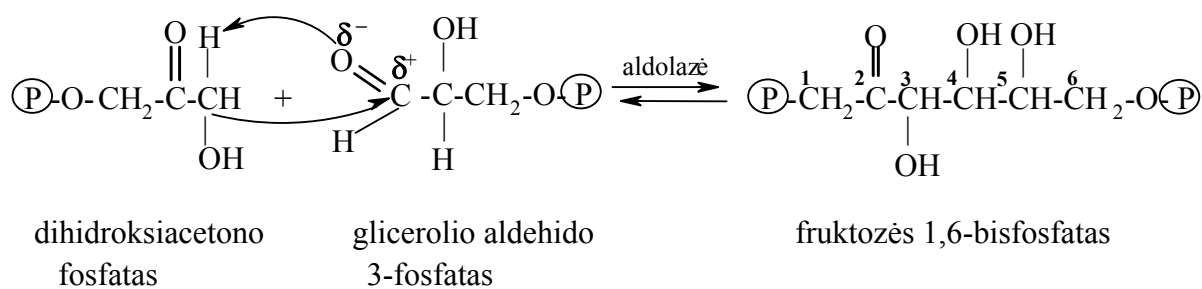 O H δ⁻ O δ⁺ OH aldolazė O OH OH
P-O-CH₂-C-CH + C-C-CH₂-O-P P-CH₂-C-CH-CH-CH-CH₂-O-P
1 2 3 4 5 6
OH H H OH
dihidroksiacetono gliceroliо aldehido fruktozės 1,6-bisfosfatas
fosfatas 3-fosfatas